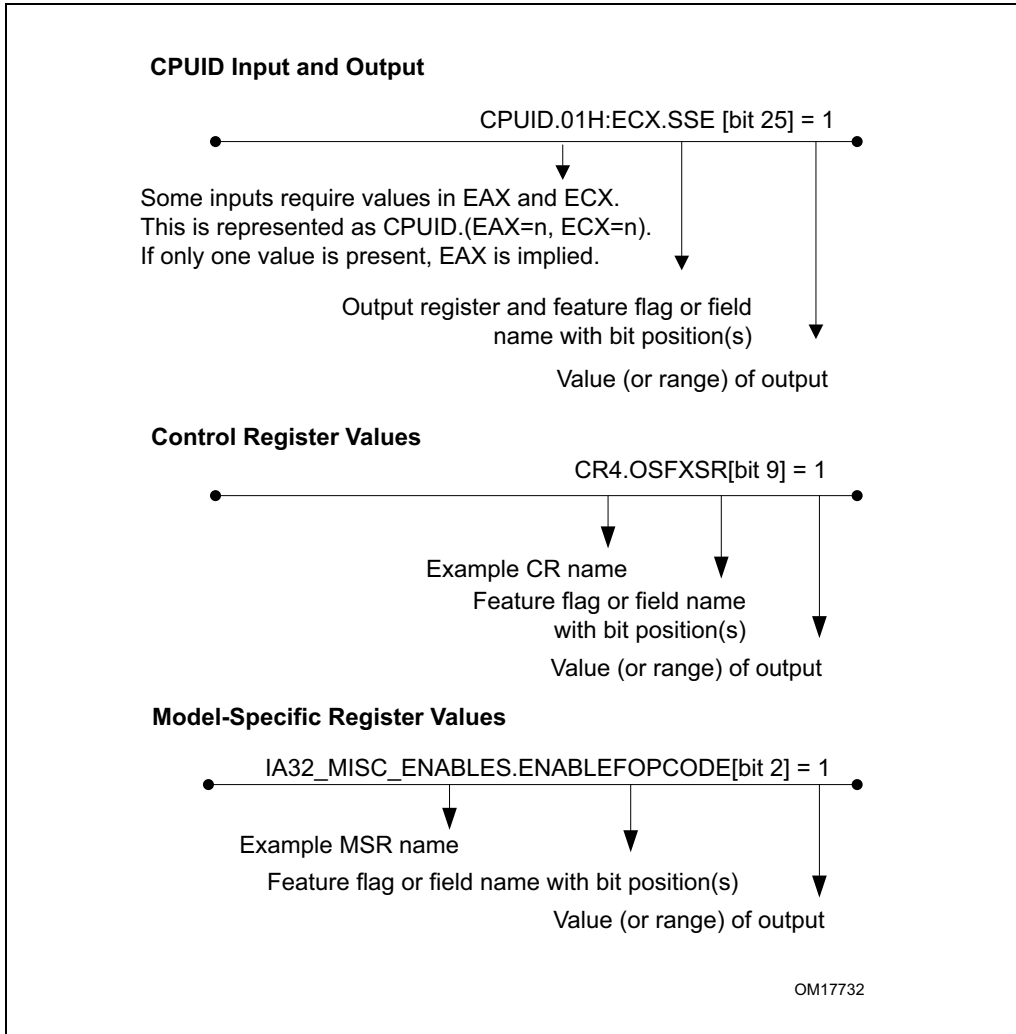 CPUID Input and Output
CPUID.01H:ECX.SSE [bit 25] = 1
Some inputs require values in EAX and ECX.
This is represented as CPUID.(EAX=n, ECX=n).
If only one value is present, EAX is implied.
Output register and feature flag or field
name with bit position(s)
Value (or range) of output
Control Register Values
CR4.OSFXSR[bit 9] = 1
Example CR name
Feature flag or field name
with bit position(s)
Value (or range) of output
Model-Specific Register Values
IA32_MISC_ENABLES.ENABLEFOPCODE[bit 2] = 1
Example MSR name
Feature flag or field name with bit position(s)
Value (or range) of output
OM17732